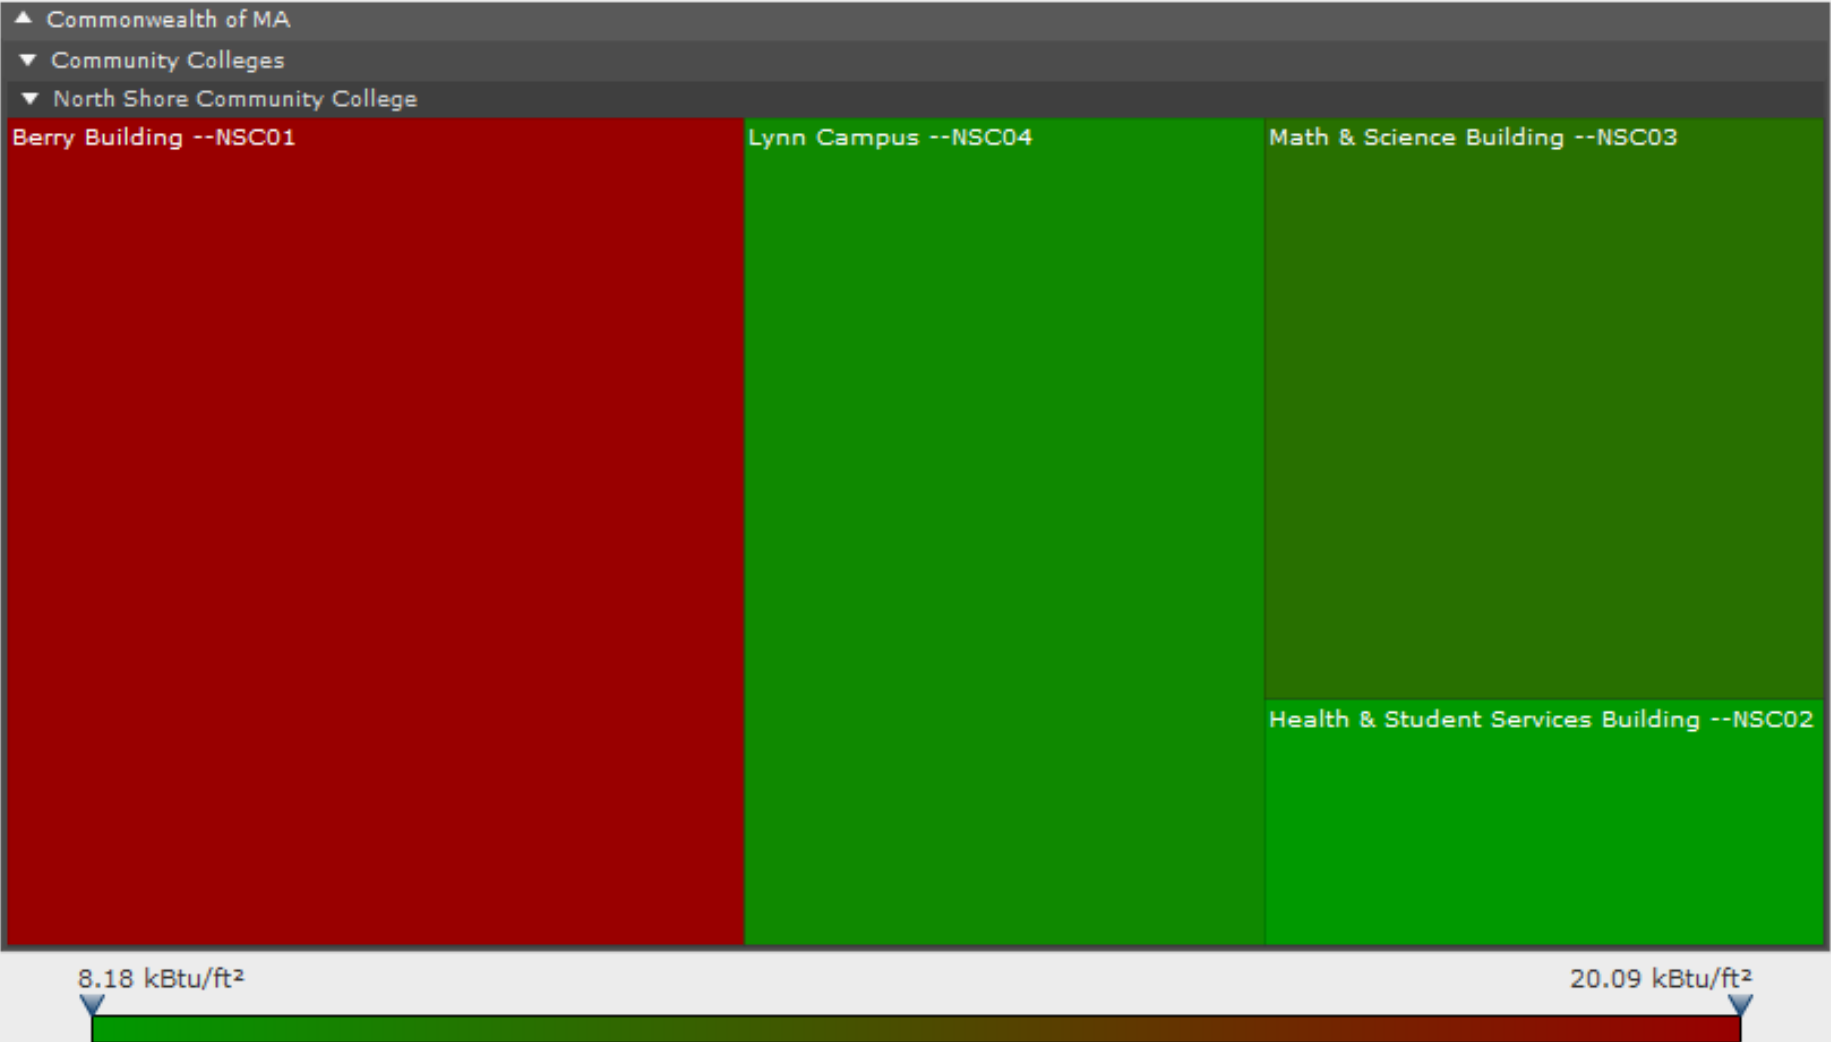 Commonwealth of MA
Community Colleges
North Shore Community College
Berry Building --NSC01
Lynn Campus --NSC04
Math & Science Building --NSC03
Health & Student Services Building --NSC02
8.18 kBtu/ft²
20.09 kBtu/ft²